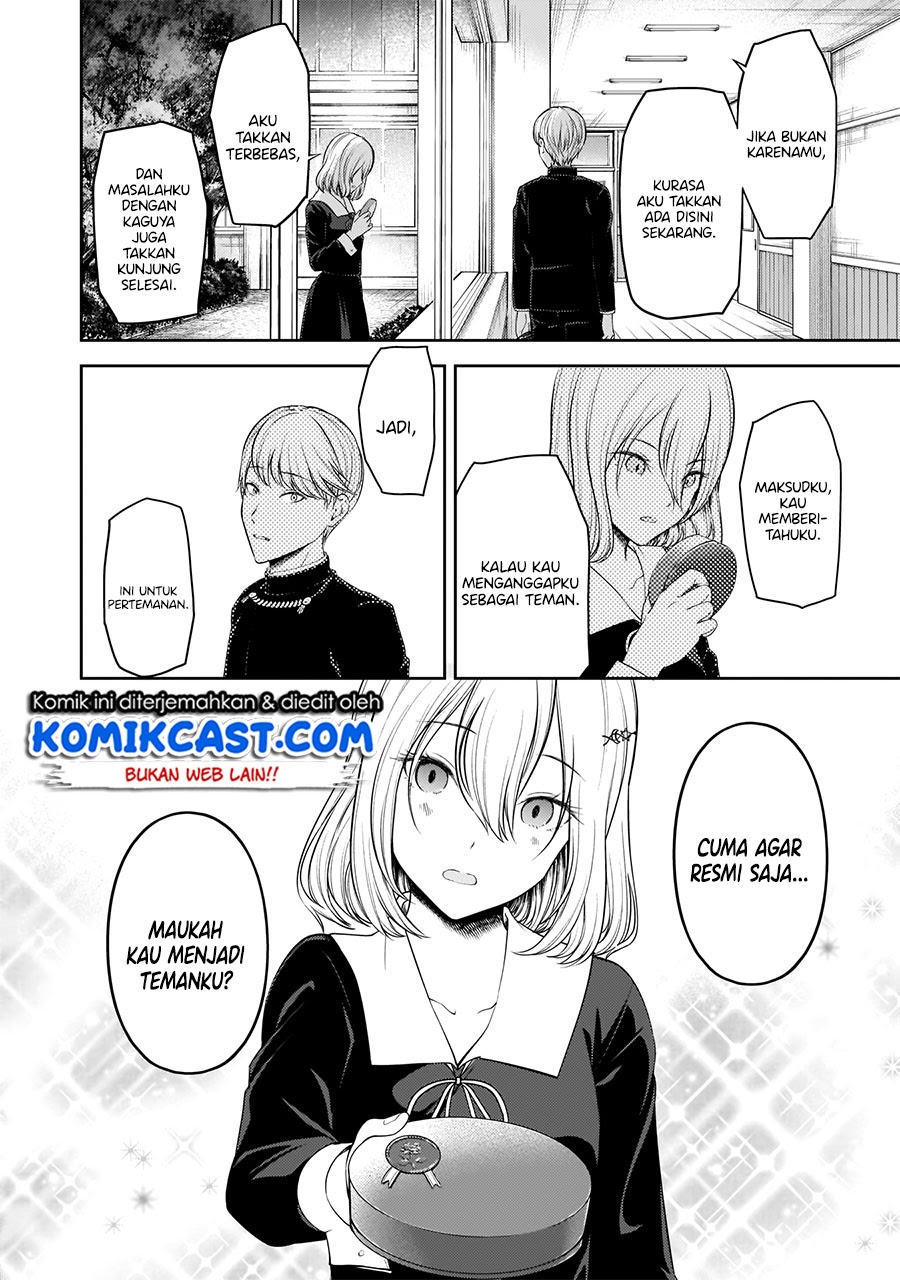 JIKA BUKAN
KARENAMU,
KURASA
AKU TAKKAN
ADA DISINI
SEKARANG.
AKU
TAKKAN
TERBEBAS,
DAN
MASALAHKU
DENGAN
KAGUYA
JUGA
TAKKAN
KUNJUNG
SELESAI.
MAKSUDKU,
KAU
MEMBERI-
TAHUKU.
KALAU KAU
MENGANGGAPKU
SEBAGAI TEMAN.
JADI,
INI UNTUK
PERTEMANAN.
Komik ini diterjemahkan & diedit oleh
KOMIKCAST.COM
BUKAN WEB LAIN!!
CUMA AGAR
RESMI SAJA...
MAUKAH
KAU MENJADI
TEMANKU?